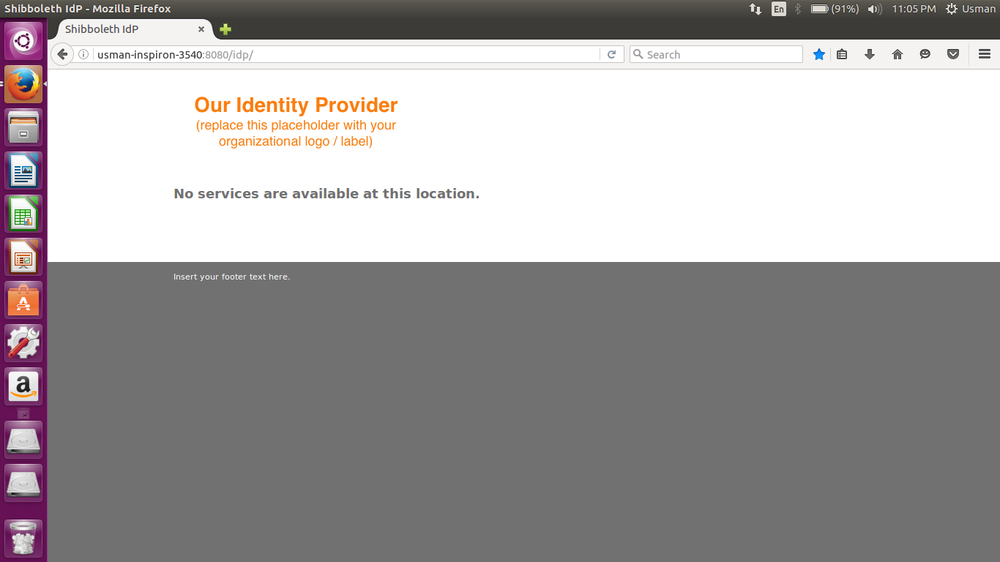 Shibboleth IdP - Mozilla Firefox
En
(91%)
11:05 PM
Usman
Shibboleth IdP
usman-inspiron-3540:8080/idp/
Search
Our Identity Provider
(replace this placeholder with your
organizational logo / label)
No services are available at this location.
Insert your footer text here.